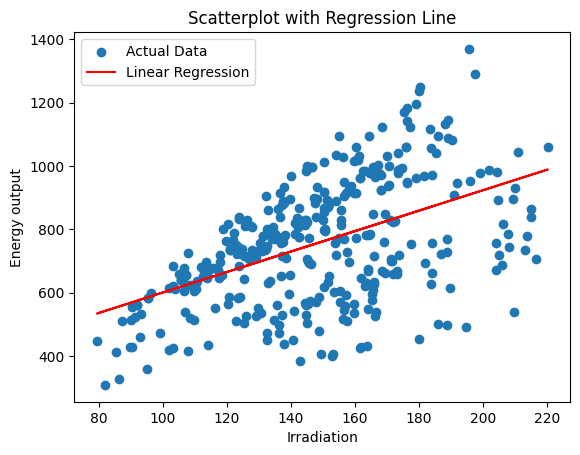 Scatterplot with Regression Line
Actual Data
Linear Regression
1400
1200
1000
800
600
400
Energy output
80
100
120
140
160
180
200
220
Irradiation